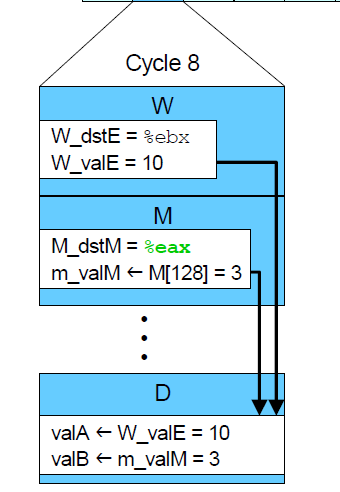 Cycle 8
W
W_dstE = %ebx
W_valE = 10
M
M_dstM = %eax
m_valM ← M[128] = 3
D
valA ← W_valE = 10
valB ← m_valM = 3